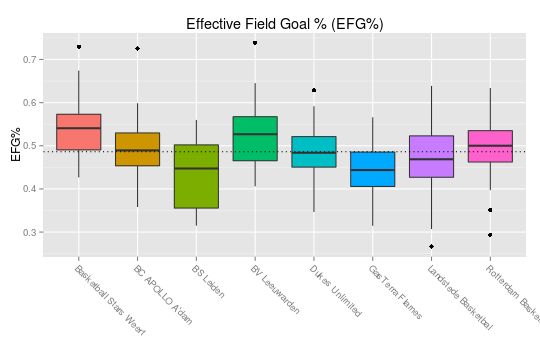 Effective Field Goal % (EFG%)
EFG%
0.7
0.6
0.5
0.4
0.3
Basketball Stars Weert
BC APOLLO A'dam
BS Leiden
BV Leeuwarden
Dukes Unlimited
GasTerra Flames
Landstede Basketbal
Rotterdam Baske